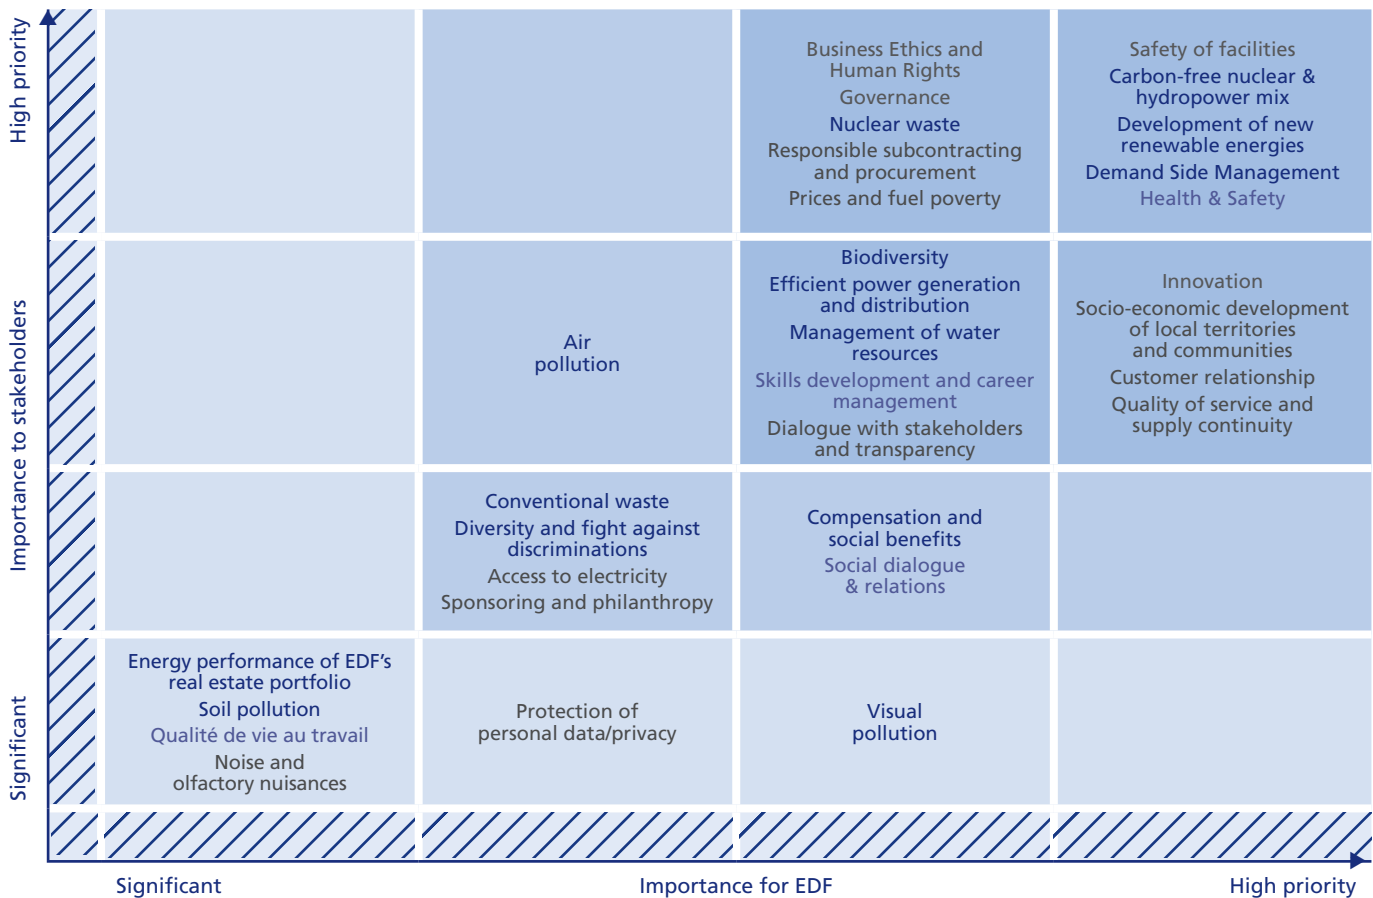 High priority
Importance to stakeholders
Significant
Business Ethics and
Human Rights
Governance
Nuclear waste
Responsible subcontracting
and procurement
Prices and fuel poverty
Safety of facilities
Carbon-free nuclear &
hydropower mix
Development of new
renewable energies
Demand Side Management
Health & Safety
Air
pollution
Biodiversity
Efficient power generation
and distribution
Management of water
resources
Skills development and career
management
Dialogue with stakeholders
and transparency
Innovation
Socio-economic development
of local territories
and communities
Customer relationship
Quality of service and
supply continuity
Conventional waste
Diversity and fight against
discriminations
Access to electricity
Sponsoring and philanthropy
Compensation and
social benefits
Social dialogue
& relations
Energy performance of EDF's
real estate portfolio
Soil pollution
Qualité de vie au travail
Noise and
olfactory nuisances
Protection of
personal data/privacy
Visual
pollution
Significant
Importance for EDF
High priority